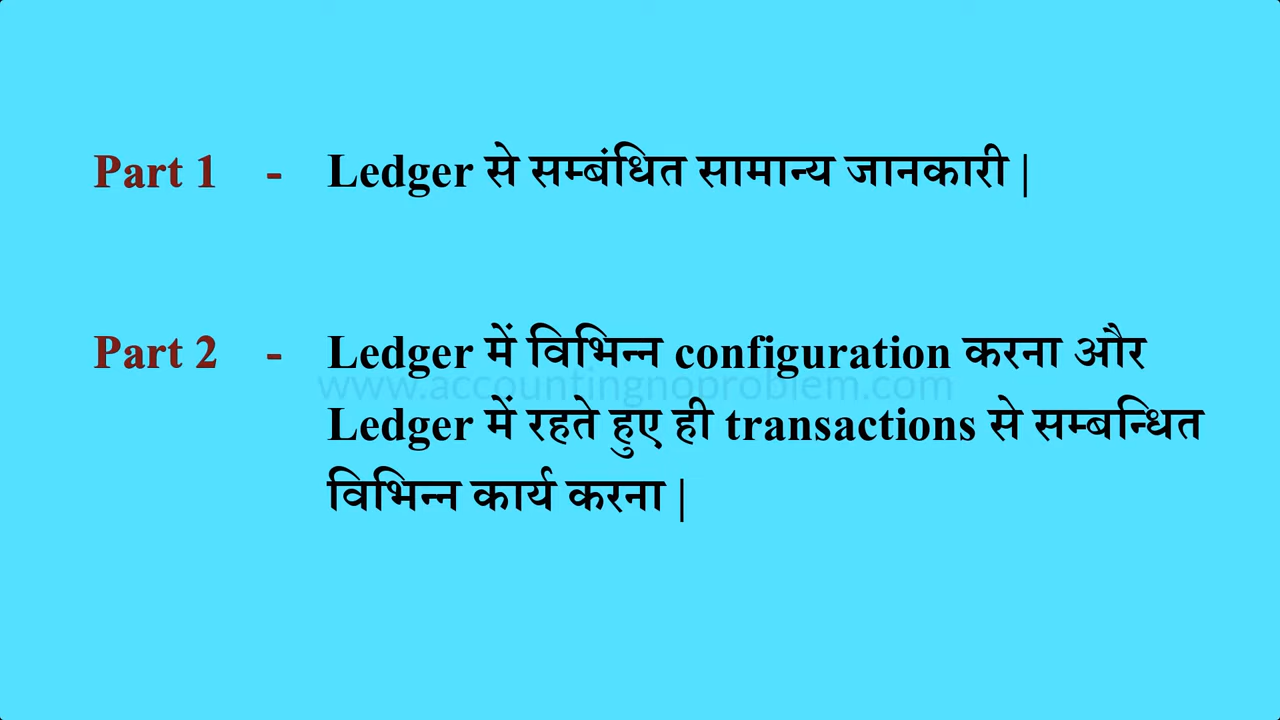 Part 1 - Ledger से सम्बंधित सामान्य जानकारी |
Part 2 - Ledger में विभिन्न configuration करना और
www.accountingnoproblem.com
Ledger में रहते हुए ही transactions से सम्बन्धित
विभिन्न कार्य करना |